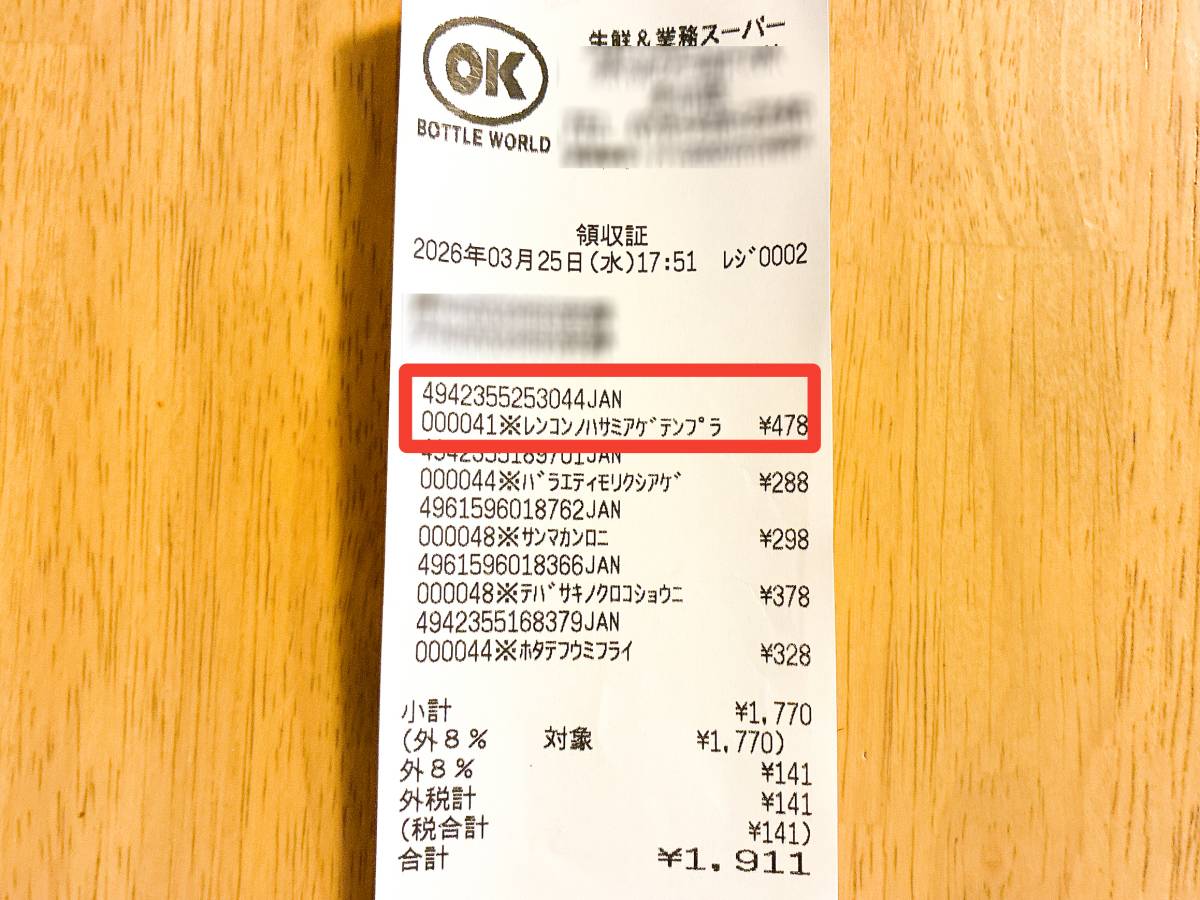 OK
BOTTLE WORLD
生鮮&業務スーパー
領収証
2026年03月25日(水)17:51 レジ0002
4942355253044JAN
000041※レンコンノハサミアゲテンプラ ¥478
4942355189701JAN
000044※バラエティモリクシアゲ ¥288
4961596018762JAN
000048※サンマカンロニ ¥298
4961596018366JAN
000048※テバサキノクロコショウニ ¥378
4942355168379JAN
000044※ホタテフウミフライ ¥328
小計 ¥1,770
(外8% 対象 ¥1,770)
外8% ¥141
外税計 ¥141
(税合計 ¥141)
合計 ¥1,911